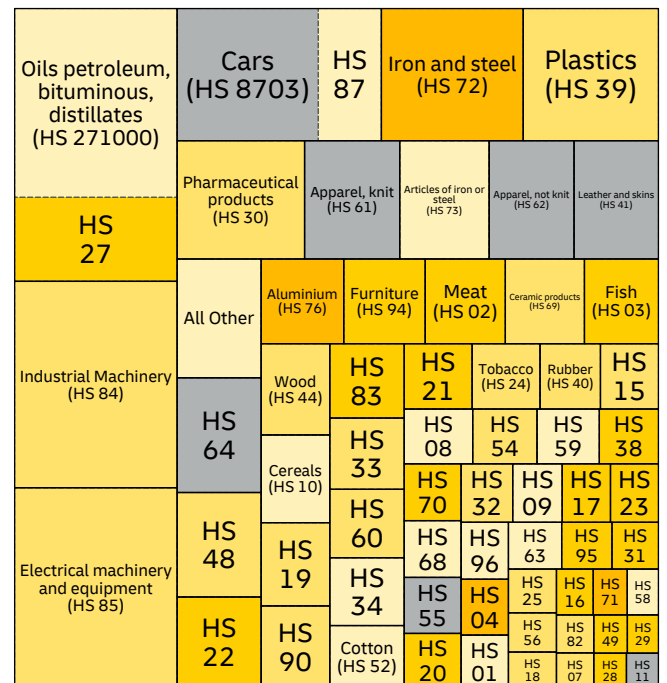 Oils petroleum,
bituminous,
distillates
(HS 271000)
HS
27
Industrial Machinery
(HS 84)
Electrical machinery
and equipment
(HS 85)
Cars
(HS 8703)
HS
87
Iron and steel
(HS 72)
Plastics
(HS 39)
Pharmaceutical
products
(HS 30)
Apparel, knit
(HS 61)
Articles of iron or
steel
(HS 73)
Apparel, not knit
(HS 62)
Leather and skins
(HS 41)
All Other
HS
64
HS
48
HS
22
Aluminium
(HS 76)
Furniture
(HS 94)
Meat
(HS 02)
Ceramic products
(HS 69)
Fish
(HS 03)
Wood
(HS 44)
Cereals
(HS 10)
HS
19
HS
90
HS
83
HS
33
HS
60
HS
34
Cotton
(HS 52)
HS
21
Tobacco
(HS 24)
Rubber
(HS 40)
HS
15
HS
08
HS
54
HS
59
HS
38
HS
70
HS
32
HS
09
HS
17
HS
23
HS
68
HS
96
HS
63
HS
95
HS
31
HS
55
HS
04
HS
25
HS
16
HS
71
HS
58
HS
56
HS
82
HS
49
HS
29
HS
20
HS
01
HS
18
HS
07
HS
28
HS
11